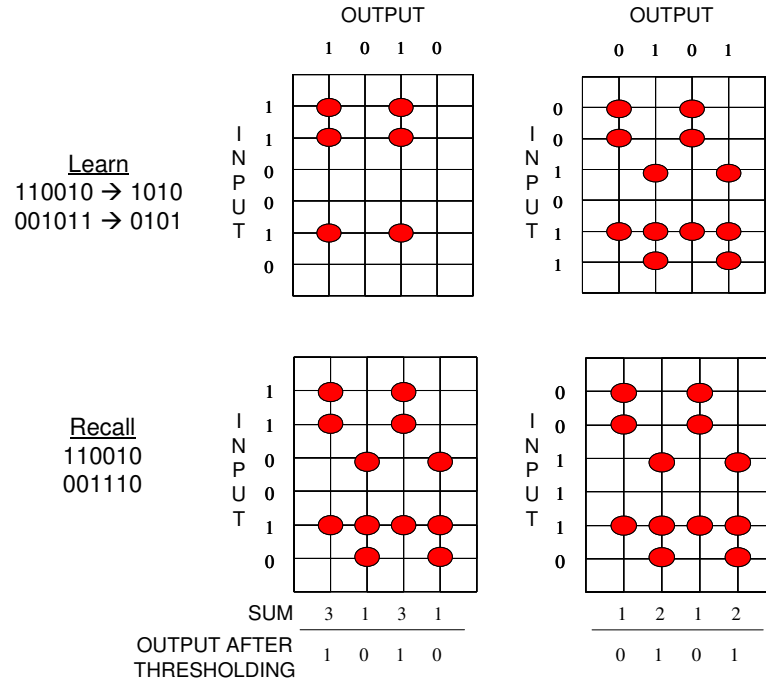 OUTPUT
1 0 1 0
I N P U T
1
1
0
0
1
0
OUTPUT
0 1 0 1
I N P U T
0
0
1
0
1
1
Learn
110010 → 1010
001011 → 0101
Recall
110010
001110
I N P U T
1
1
0
0
1
0
SUM 3 1 3 1
OUTPUT AFTER
THRESHOLDING 1 0 1 0
I N P U T
0
0
1
1
1
0
1 2 1 2
0 1 0 1